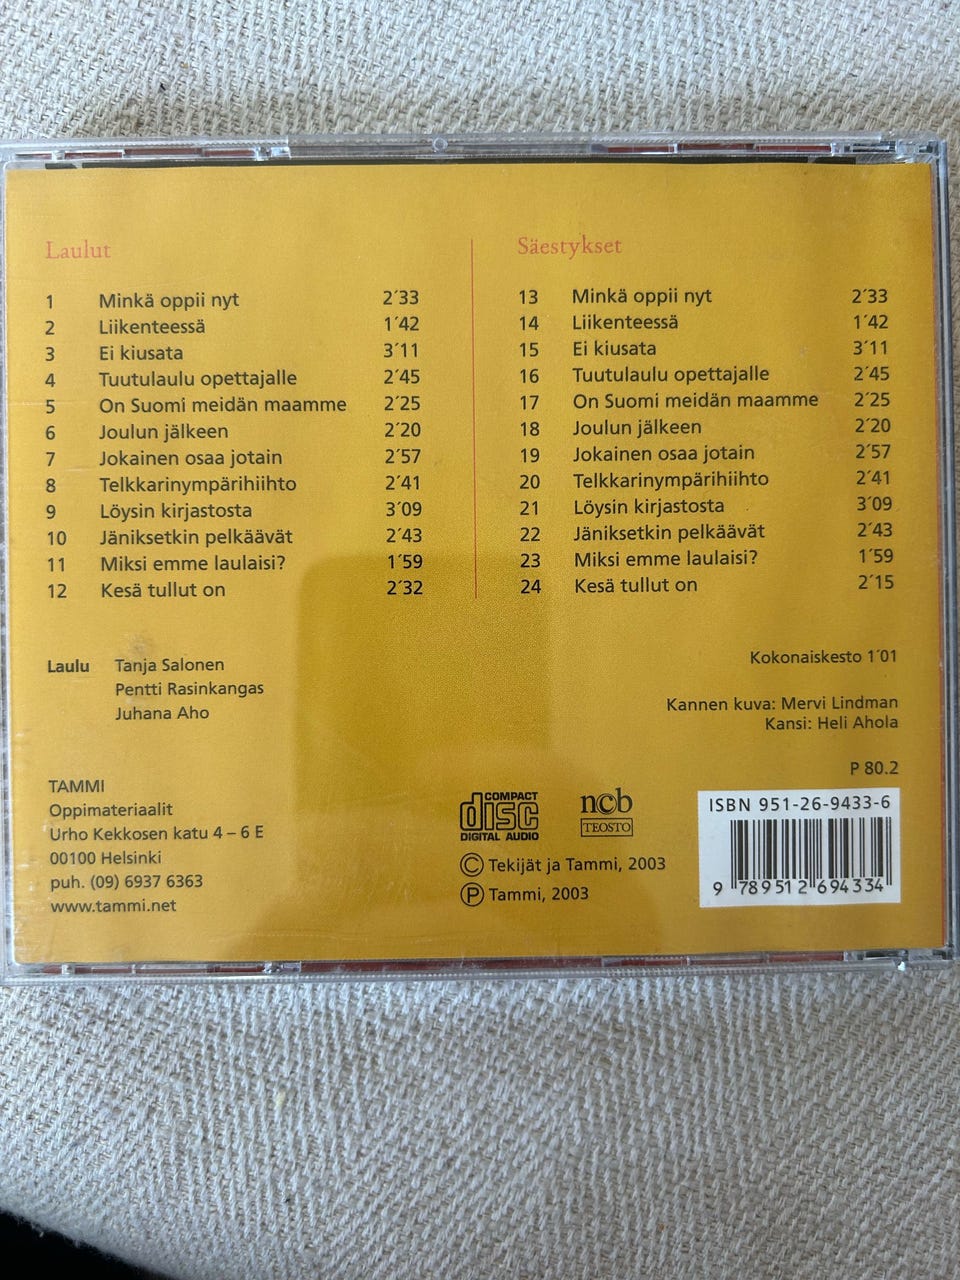 Laulut
1 Minkä oppii nyt 2´33
2 Liikenteessä 1´42
3 Ei kiusata 3´11
4 Tuutulaulu opettajalle 2´45
5 On Suomi meidän maamme 2´25
6 Joulun jälkeen 2´20
7 Jokainen osaa jotain 2´57
8 Telkkarinympärihiihto 2´41
9 Löysin kirjastosta 3´09
10 Jäniksetkin pelkäävät 2´43
11 Miksi emme laulaisi? 1´59
12 Kesä tullut on 2´32
Säestykset
13 Minkä oppii nyt 2´33
14 Liikenteessä 1´42
15 Ei kiusata 3´11
16 Tuutulaulu opettajalle 2´45
17 On Suomi meidän maamme 2´25
18 Joulun jälkeen 2´20
19 Jokainen osaa jotain 2´57
20 Telkkarinympärihiihto 2´41
21 Löysin kirjastosta 3´09
22 Jäniksetkin pelkäävät 2´43
23 Miksi emme laulaisi? 1´59
24 Kesä tullut on 2´15
Laulu Tanja Salonen
Pentti Rasinkangas
Juhana Aho
Kokonaiskesto 1´01
Kannen kuva: Mervi Lindman
Kansi: Heli Ahola
TAMMI
Oppimateriaalit
Urho Kekkosen katu 4 – 6 E
00100 Helsinki
puh. (09) 6937 6363
www.tammi.net
COMPACT
disc
DIGITAL AUDIO
ncb
TEOSTO
© Tekijät ja Tammi, 2003
℗ Tammi, 2003
P 80.2
ISBN 951-26-9433-6
9 789512 694334